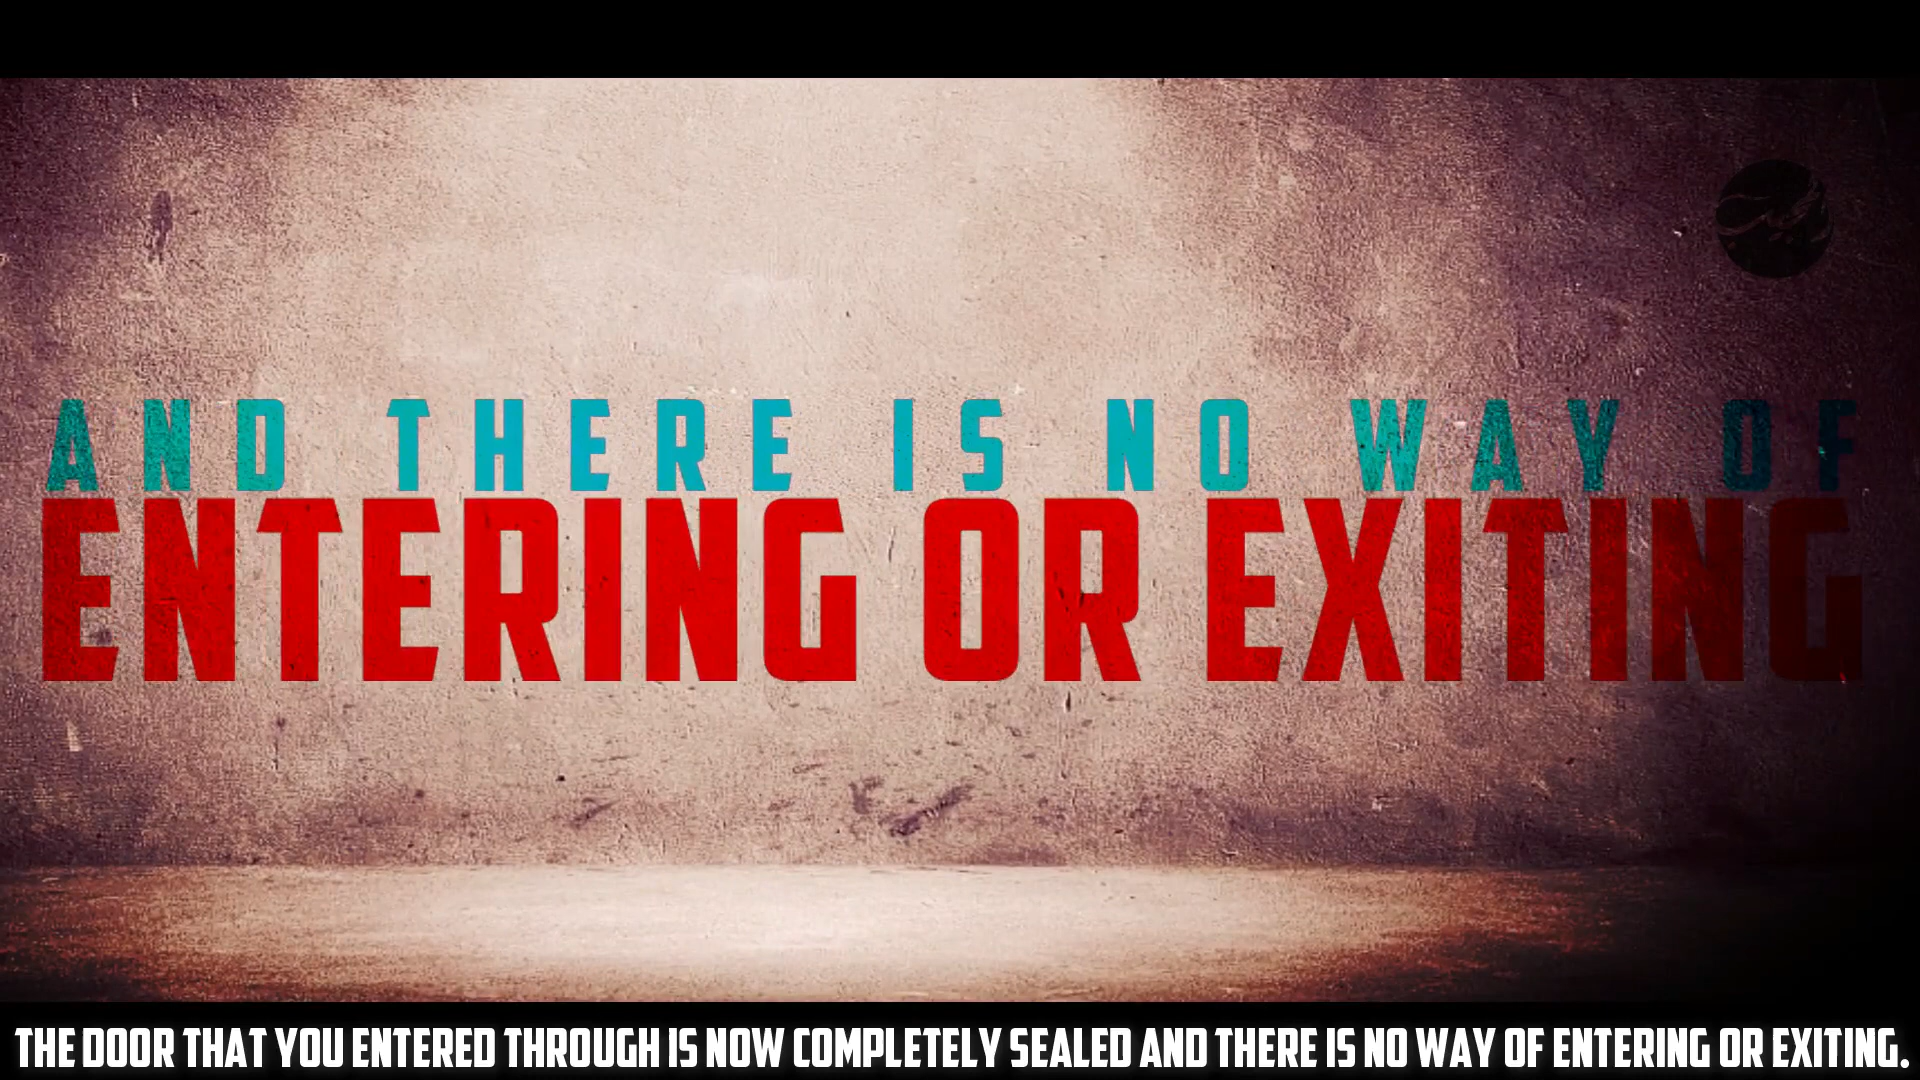 AND THERE IS NO WAY OF
ENTERING OR EXITING
THE DOOR THAT YOU ENTERED THROUGH IS NOW COMPLETELY SEALED AND THERE IS NO WAY OF ENTERING OR EXITING.